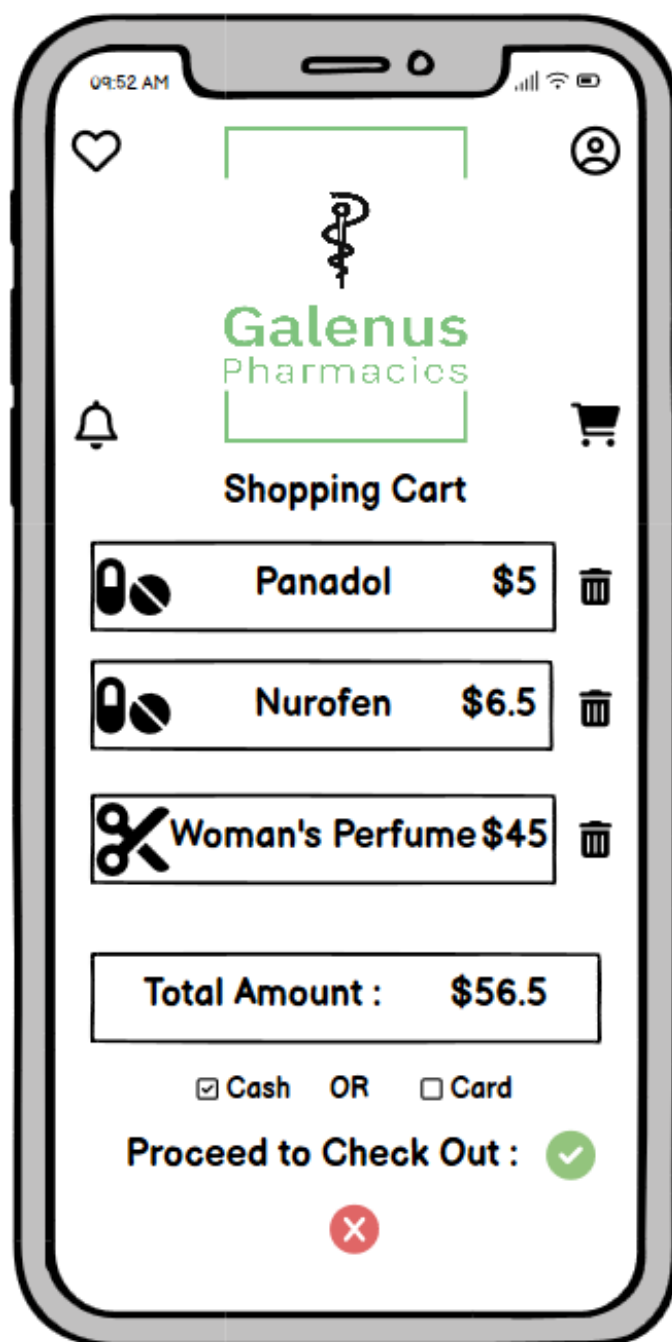 09:52 AM
Galenus
Pharmacies
Shopping Cart
Panadol $5
Nurofen $6.5
Woman's Perfume $45
Total Amount : $56.5
Cash OR Card
Proceed to Check Out :